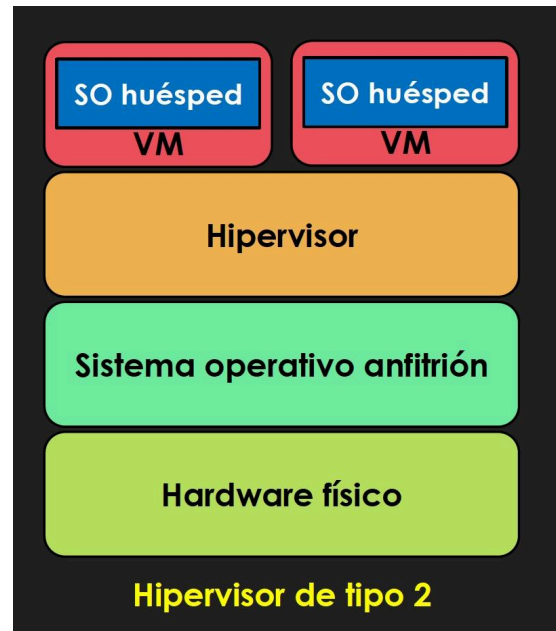 SO huésped
SO huésped
VM
VM
Hipervisor
Sistema operativo anfitrión
Hardware físico
Hipervisor de tipo 2